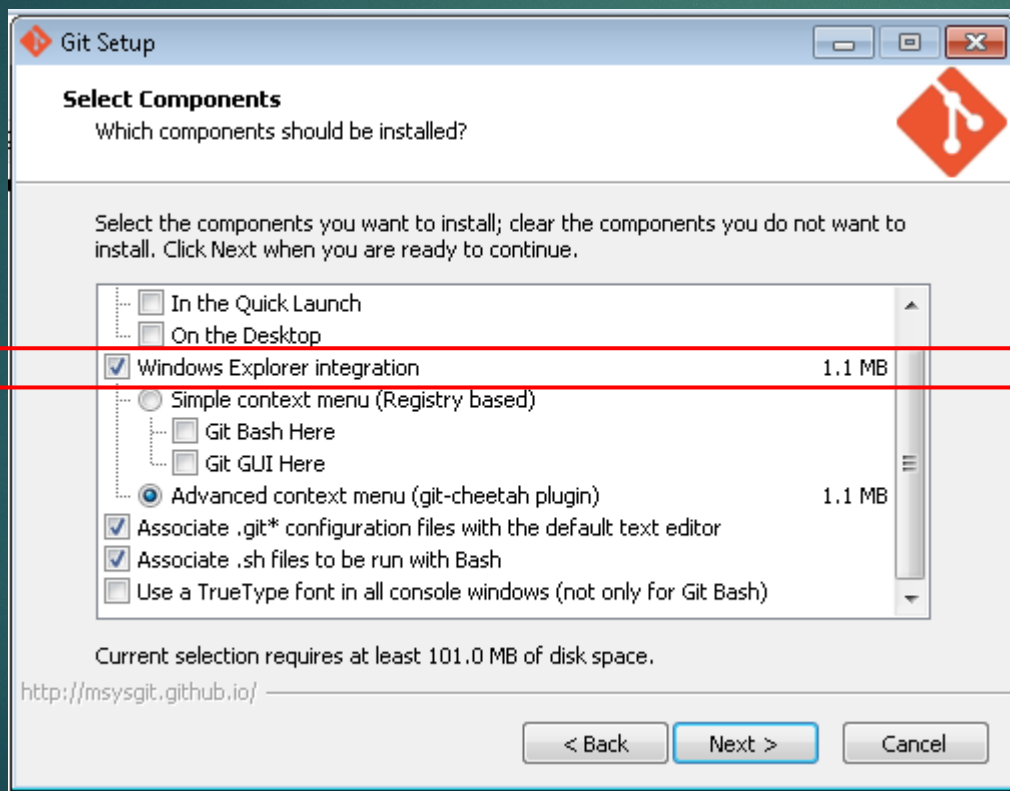 Git Setup
Select Components
Which components should be installed?
Select the components you want to install; clear the components you do not want to
install. Click Next when you are ready to continue.
In the Quick Launch
On the Desktop
Windows Explorer integration 1.1 MB
Simple context menu (Registry based)
Git Bash Here
Git GUI Here
Advanced context menu (git-cheetah plugin) 1.1 MB
Associate .git* configuration files with the default text editor
Associate .sh files to be run with Bash
Use a TrueType font in all console windows (not only for Git Bash)
Current selection requires at least 101.0 MB of disk space.
http://msysgit.github.io/
< Back Next > Cancel